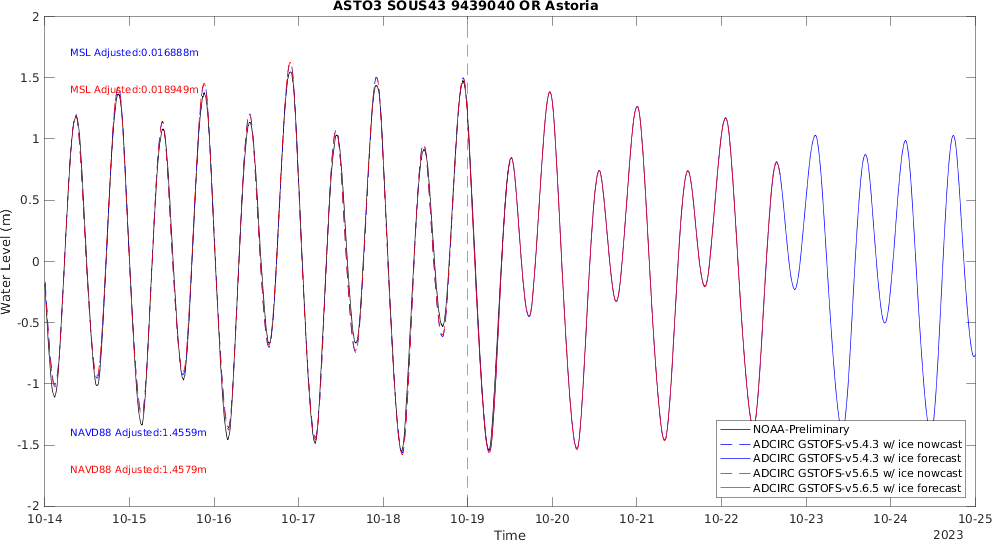 ASTO3 SOUS43 9439040 OR Astoria
2
1.5
1
0.5
0
-0.5
-1
-1.5
-2
Water Level (m)
MSL Adjusted:0.016888m
MSL Adjusted:0.018949m
NAVD88 Adjusted:1.4559m
NAVD88 Adjusted:1.4579m
NOAA-Preliminary
ADCIRC GSTOFS-v5.4.3 w/ ice nowcast
ADCIRC GSTOFS-v5.4.3 w/ ice forecast
ADCIRC GSTOFS-v5.6.5 w/ ice nowcast
ADCIRC GSTOFS-v5.6.5 w/ ice forecast
10-14 10-15 10-16 10-17 10-18 10-19 10-20 10-21 10-22 10-23 10-24 10-25
Time
2023